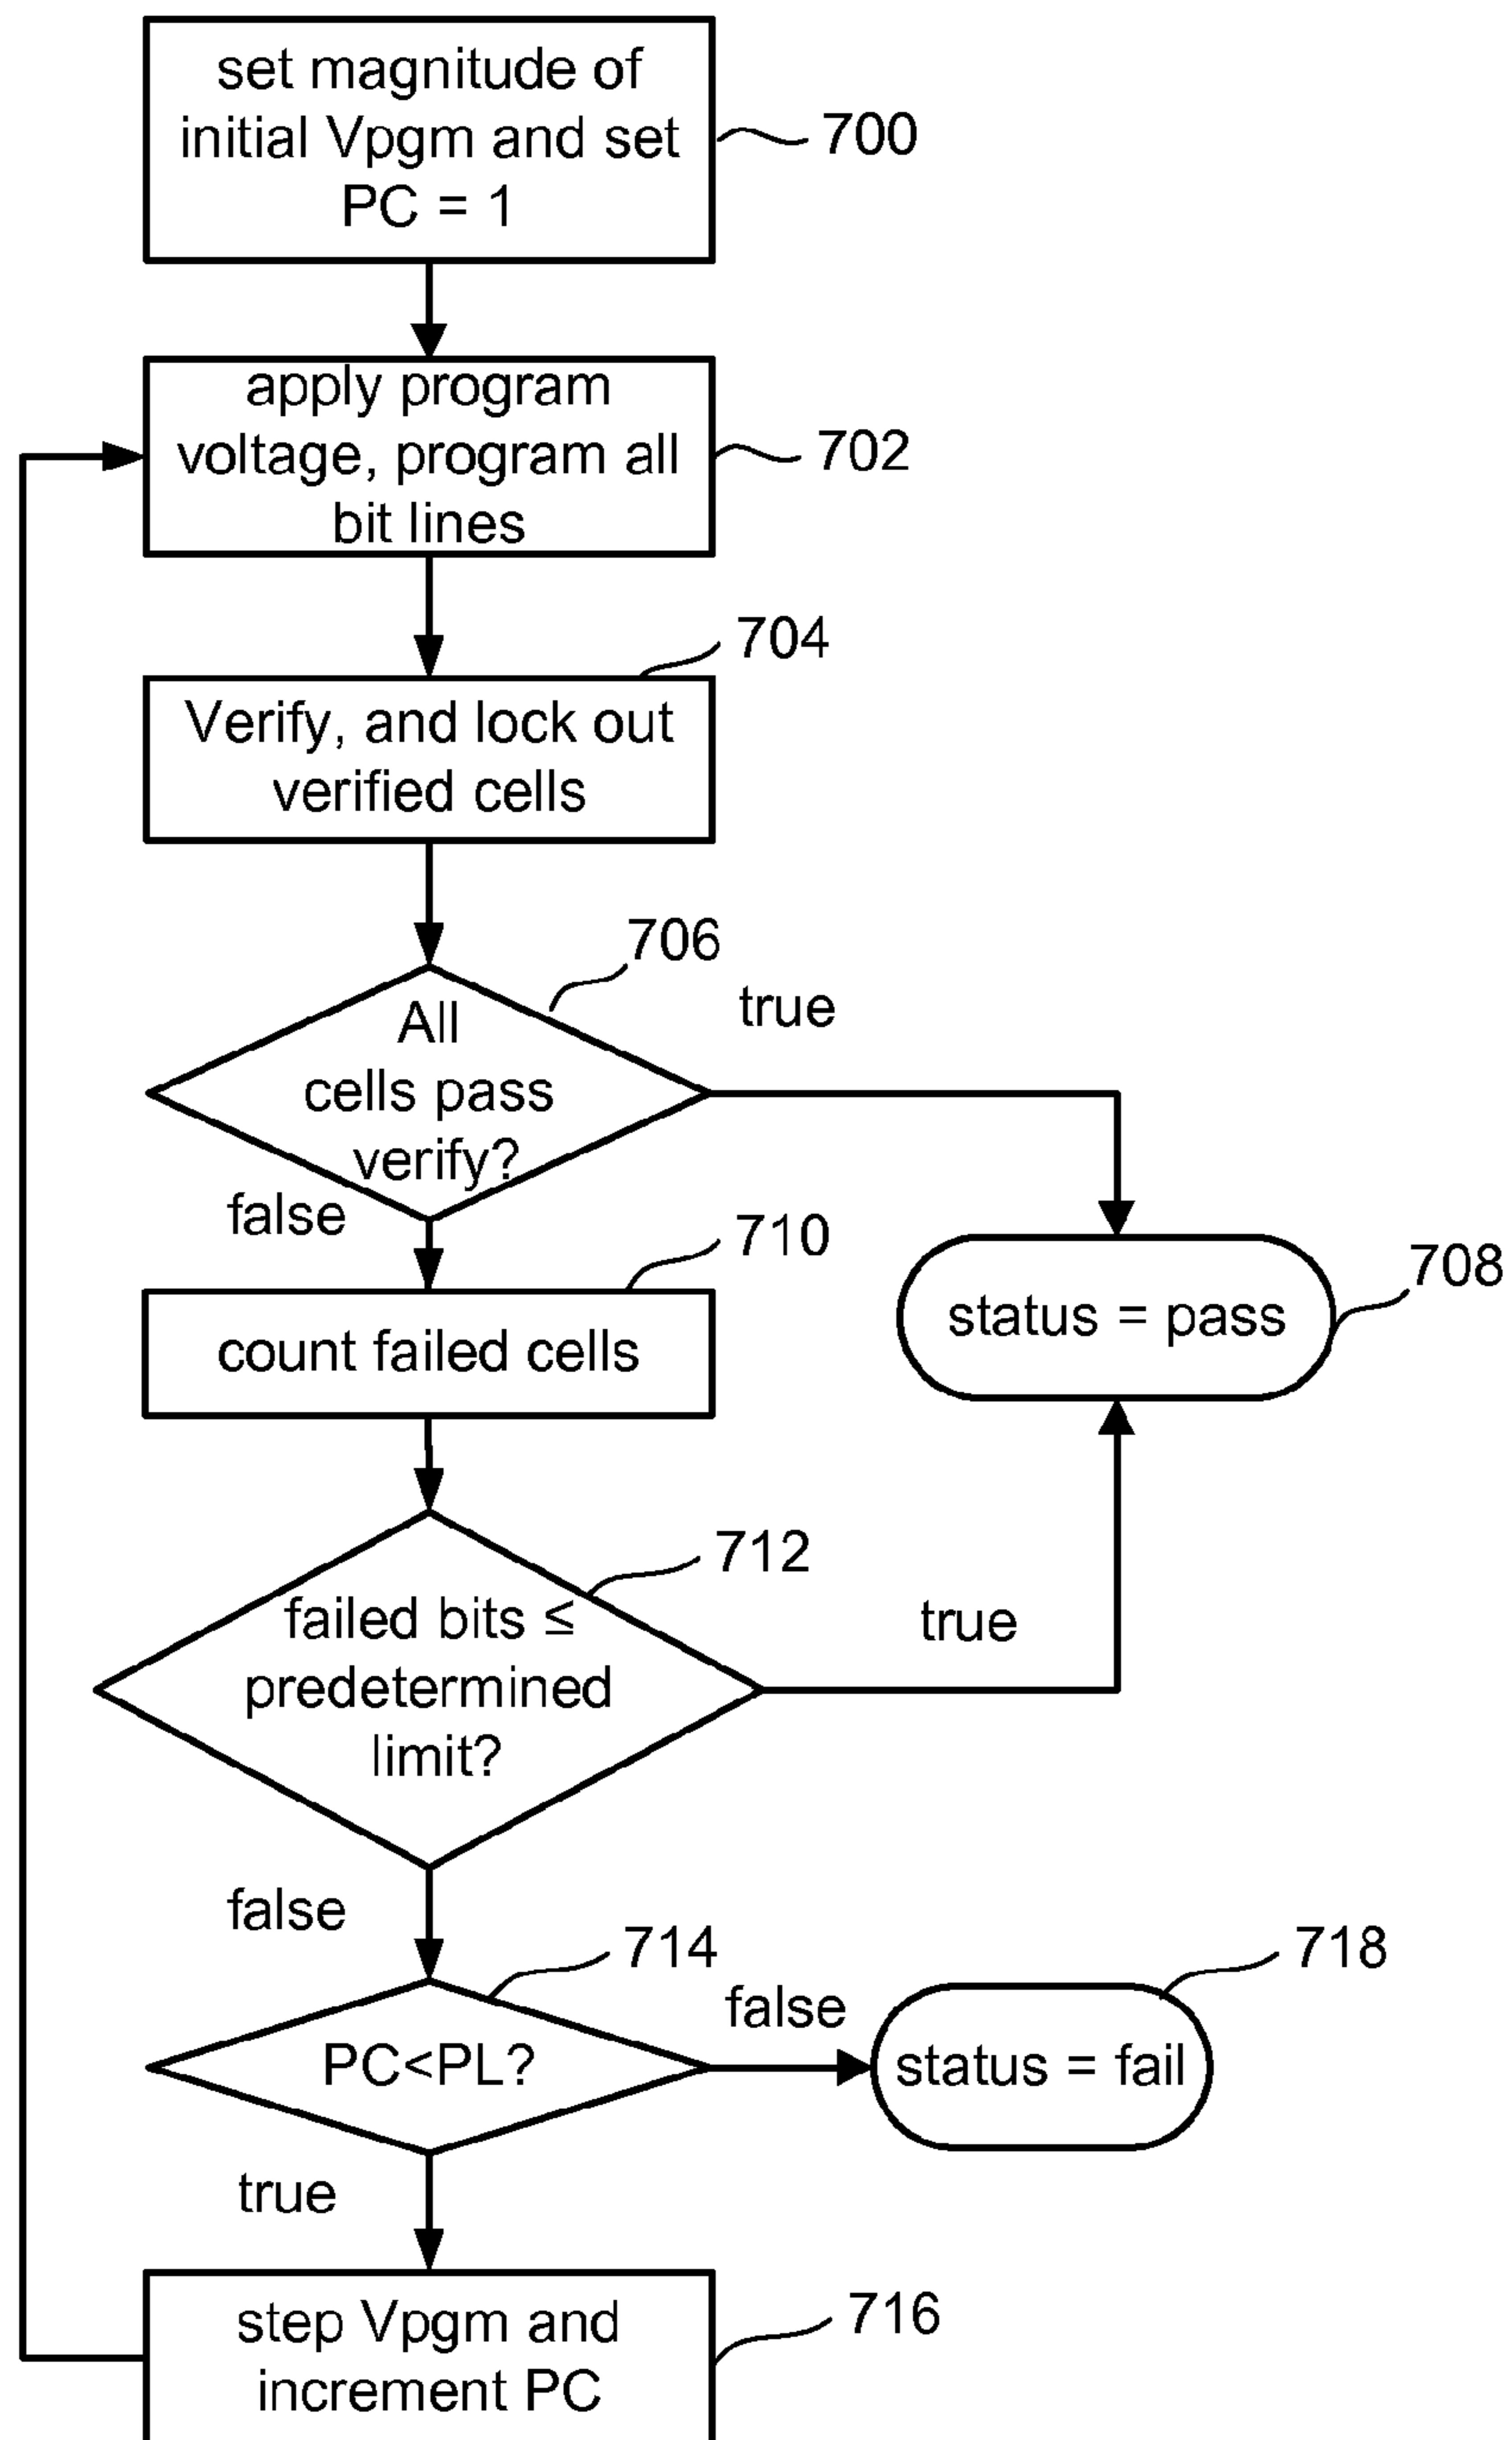 set magnitude of
initial Vpgm and set
PC = 1
700
apply program
voltage, program all
bit lines
702
704
Verify, and lock out
verified cells
706
All
cells pass
verify?
true
false
710
count failed cells
708
status = pass
712
failed bits ≤
predetermined
limit?
true
false
714
PC<PL?
false
718
status = fail
true
716
step Vpgm and
increment PC